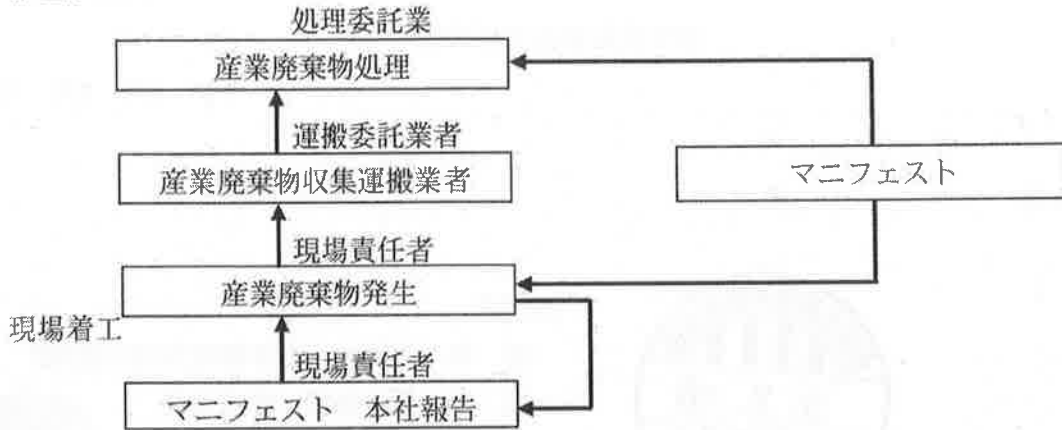 処理委託業
産業廃棄物処理
運搬委託業者
産業廃棄物収集運搬業者
マニフェスト
現場責任者
産業廃棄物発生
現場着工
現場責任者
マニフェスト 本社報告